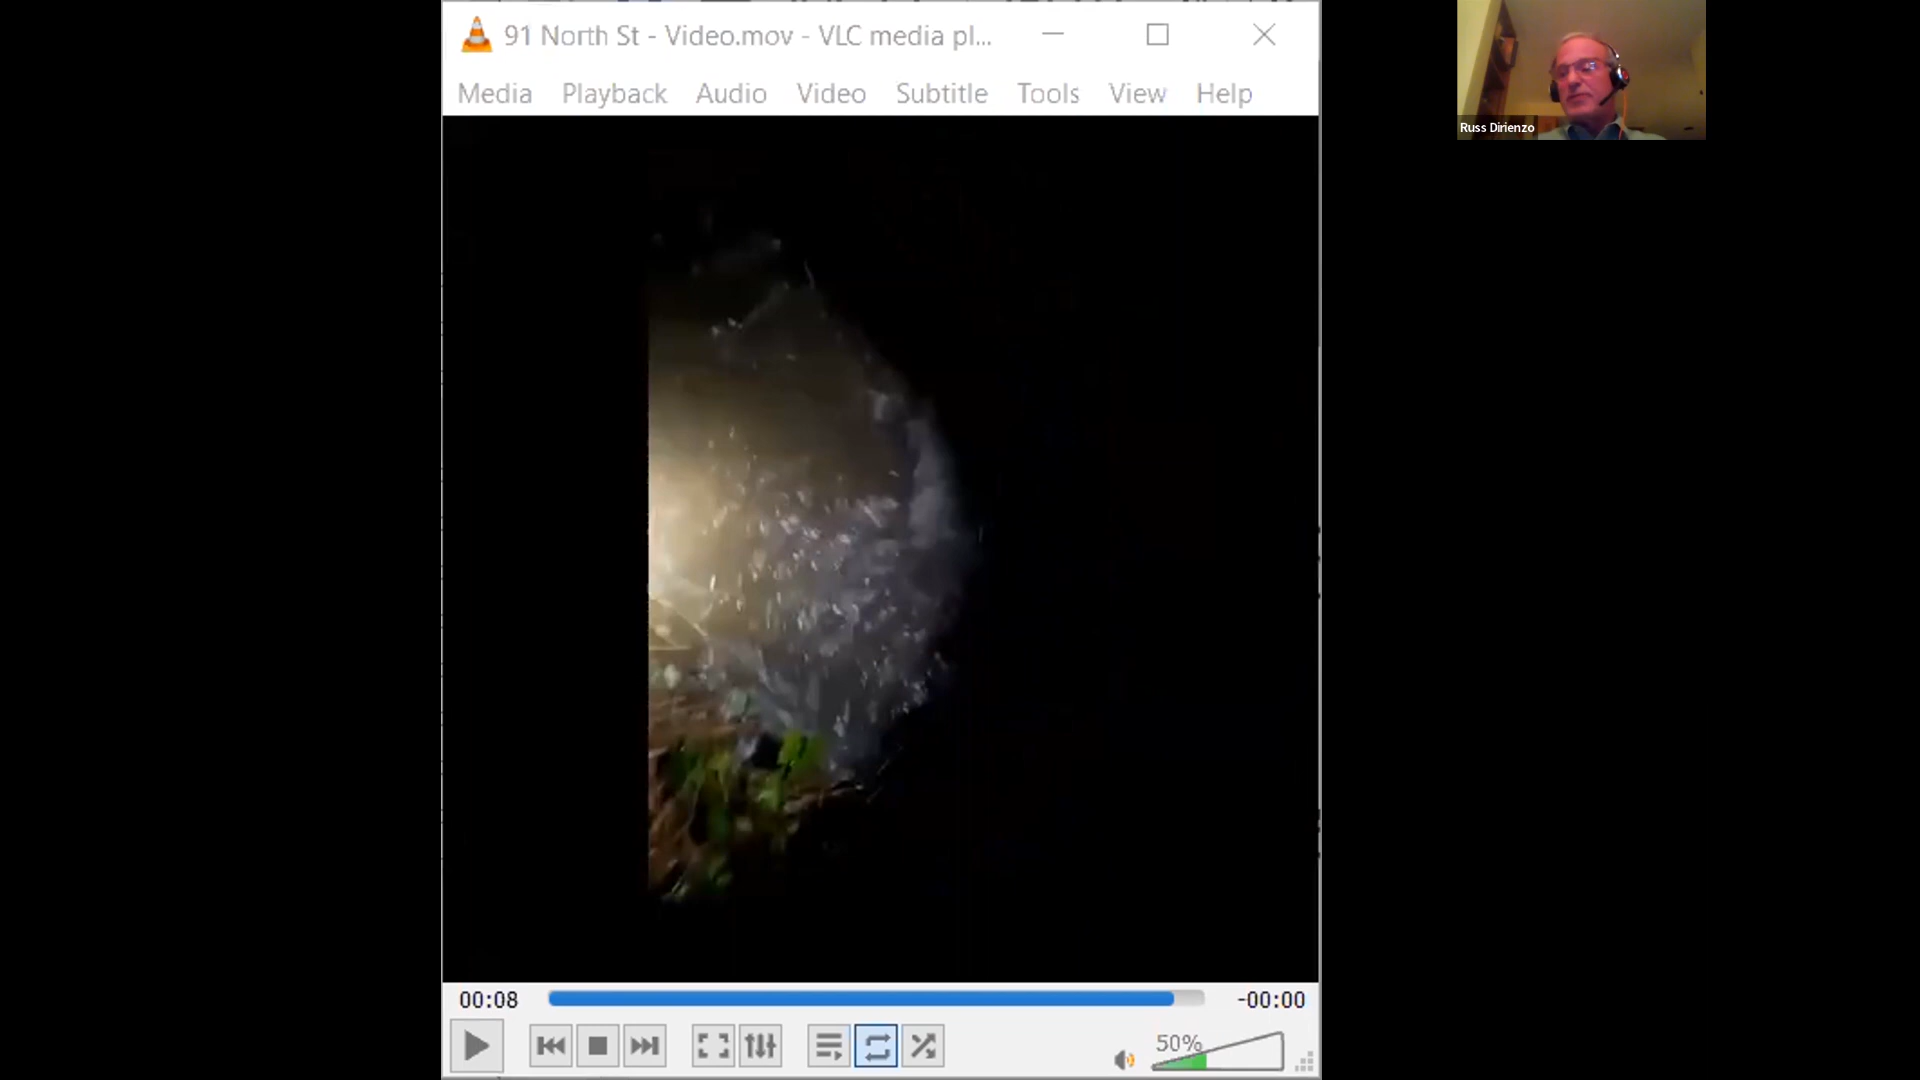 91 North St - Video.mov - VLC media pl...
Media Playback Audio Video Subtitle Tools View Help
Russ Dirienzo
00:08 -00:00
50%